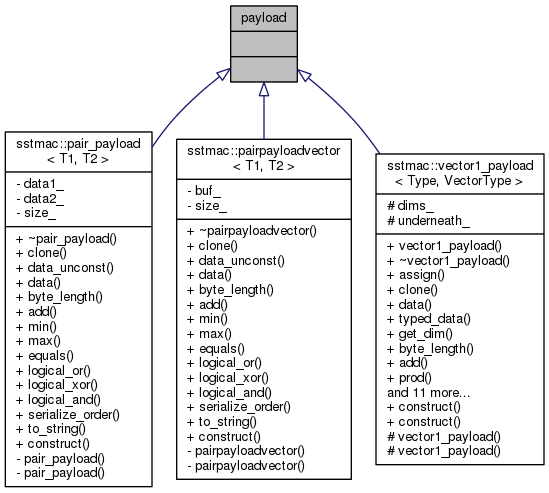 payload
sstmac::pair_payload
< T1, T2 >
- data1_
- data2_
- size_
+ ~pair_payload()
+ clone()
+ data_unconst()
+ data()
+ byte_length()
+ add()
+ min()
+ max()
+ equals()
+ logical_or()
+ logical_xor()
+ logical_and()
+ serialize_order()
+ to_string()
+ construct()
- pair_payload()
- pair_payload()
sstmac::pairpayloadvector
< T1, T2 >
- buf_
- size_
+ ~pairpayloadvector()
+ clone()
+ data_unconst()
+ data()
+ byte_length()
+ add()
+ min()
+ max()
+ equals()
+ logical_or()
+ logical_xor()
+ logical_and()
+ serialize_order()
+ to_string()
+ construct()
- pairpayloadvector()
- pairpayloadvector()
sstmac::vector1_payload
< Type, VectorType >
# dims_
# underneath_
+ vector1_payload()
+ ~vector1_payload()
+ assign()
+ clone()
+ data()
+ typed_data()
+ get_dim()
+ byte_length()
+ add()
+ prod()
and 11 more...
+ construct()
+ construct()
# vector1_payload()
# vector1_payload()